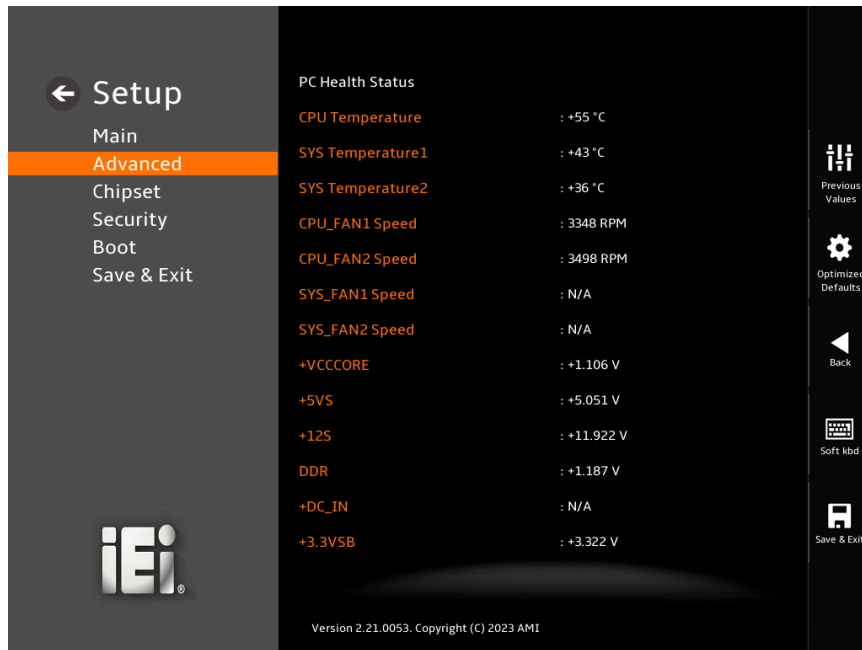 Setup
Main
Advanced
Chipset
Security
Boot
Save & Exit
PC Health Status
CPU Temperature : +55 °C
SYS Temperature1 : +43 °C
SYS Temperature2 : +36 °C
CPU_FAN1 Speed : 3348 RPM
CPU_FAN2 Speed : 3498 RPM
SYS_FAN1 Speed : N/A
SYS_FAN2 Speed : N/A
+VCCCORE : +1.106 V
+5VS : +5.051 V
+12S : +11.922 V
DDR : +1.187 V
+DC_IN : N/A
+3.3VSB : +3.322 V
Previous
Values
Optimized
Defaults
Back
Soft kbd
Save & Exit
iEi®
Version 2.21.0053. Copyright (C) 2023 AMI